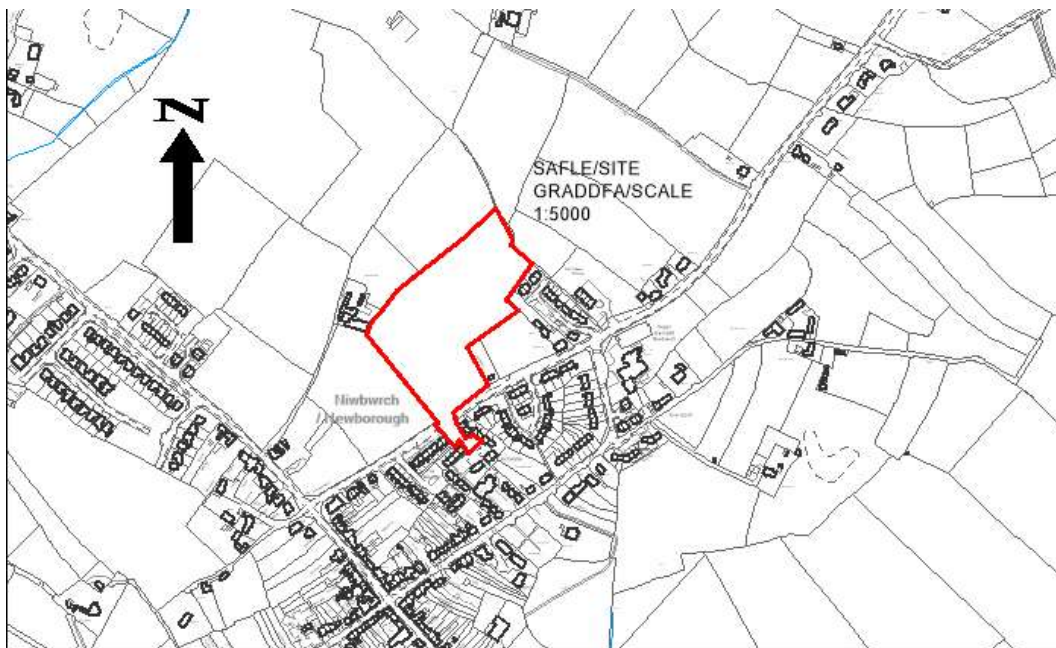 N
SAFLE/SITE
GRADDFA/SCALE
1:5000
Niwbwrch
/ Newborough